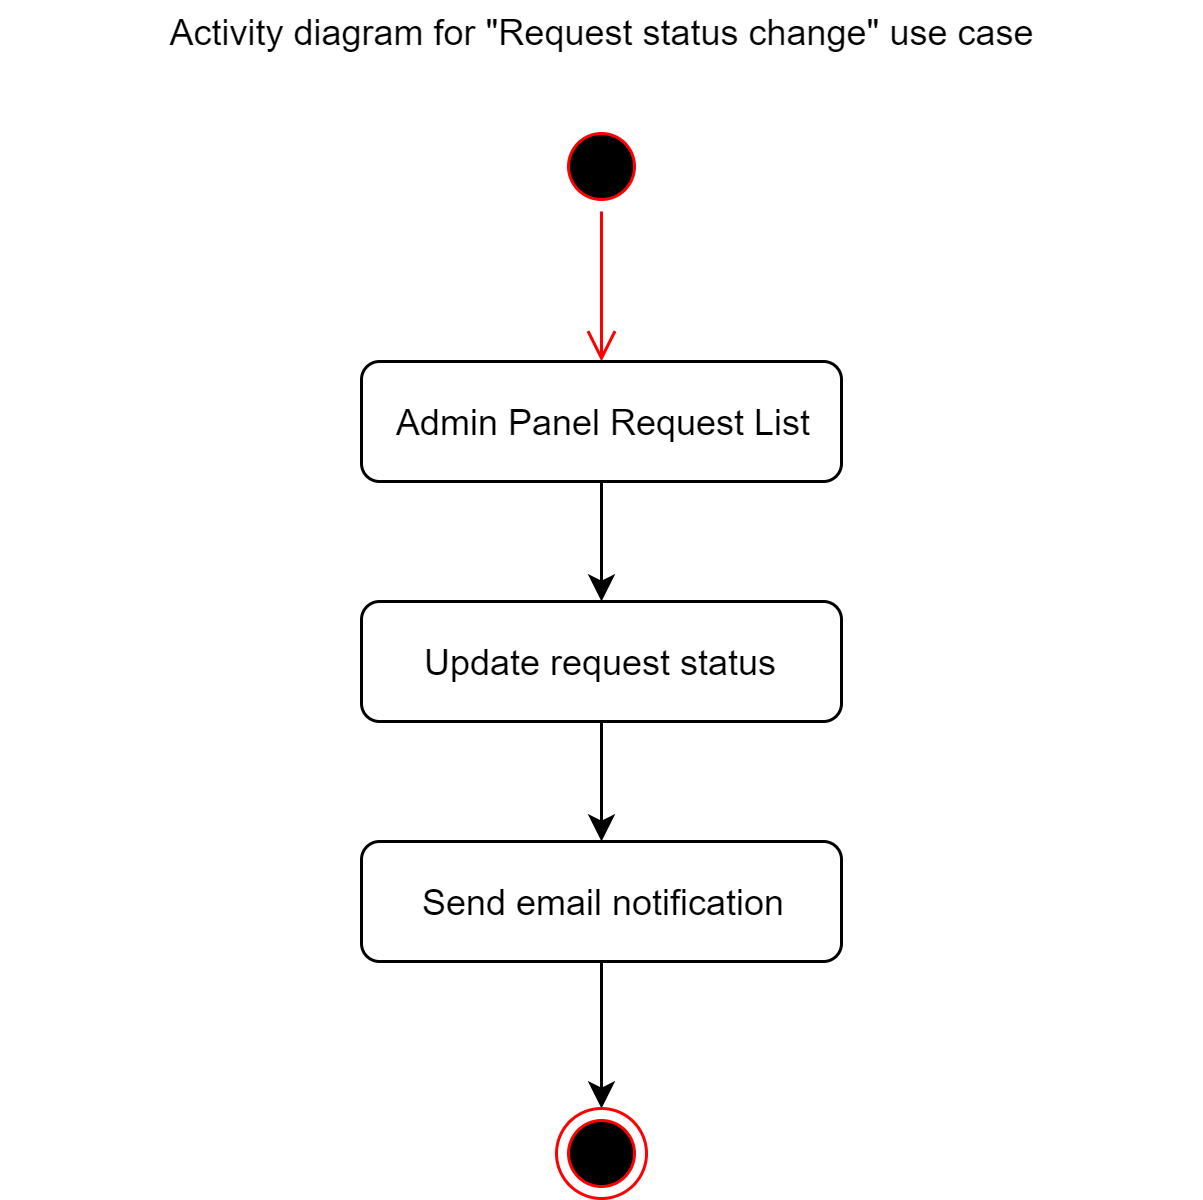 Activity diagram for "Request status change" use case
Admin Panel Request List
Update request status
Send email notification